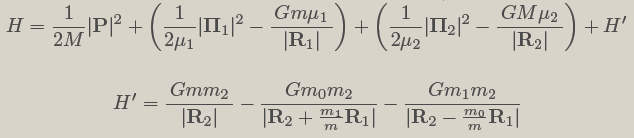 H = \frac{1}{2M}|\mathbf{P}|^2 + \left( \frac{1}{2\mu_1}|\mathbf{\Pi}_1|^2 - \frac{Gm\mu_1}{|\mathbf{R}_1|} \right) + \left( \frac{1}{2\mu_2}|\mathbf{\Pi}_2|^2 - \frac{GM\mu_2}{|\mathbf{R}_2|} \right) + H'
H' = \frac{Gmm_2}{|\mathbf{R}_2|} - \frac{Gm_0m_2}{|\mathbf{R}_2 + \frac{m_1}{m}\mathbf{R}_1|} - \frac{Gm_1m_2}{|\mathbf{R}_2 - \frac{m_0}{m}\mathbf{R}_1|}